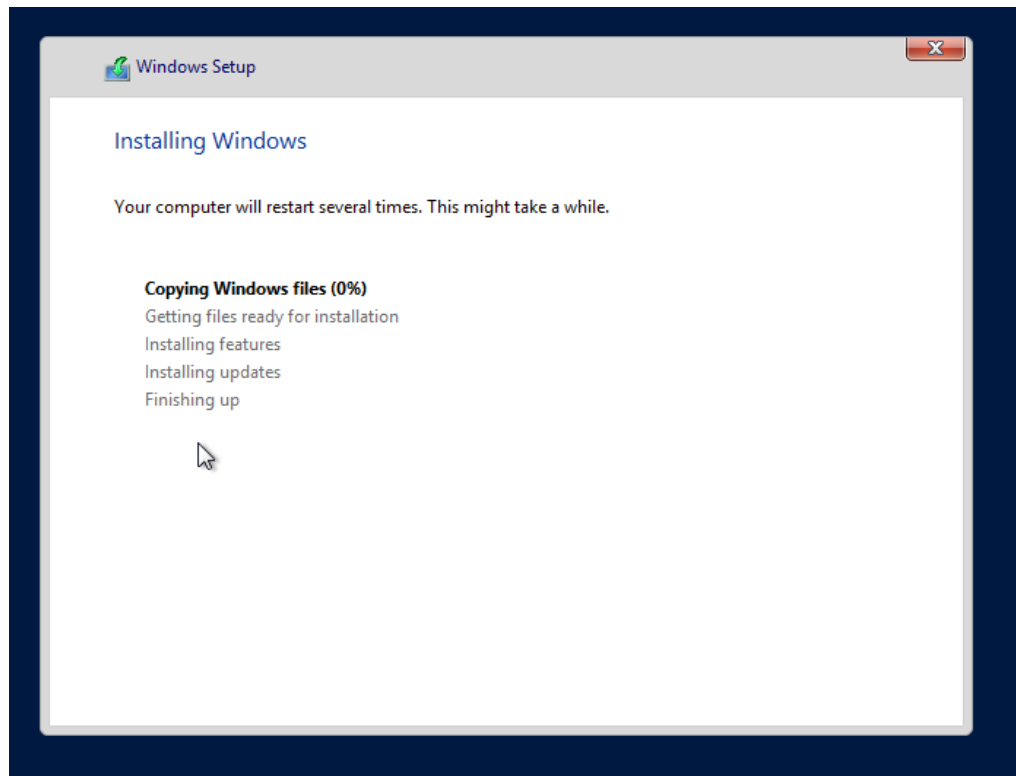 Windows Setup
Installing Windows
Your computer will restart several times. This might take a while.
Copying Windows files (0%)
Getting files ready for installation
Installing features
Installing updates
Finishing up